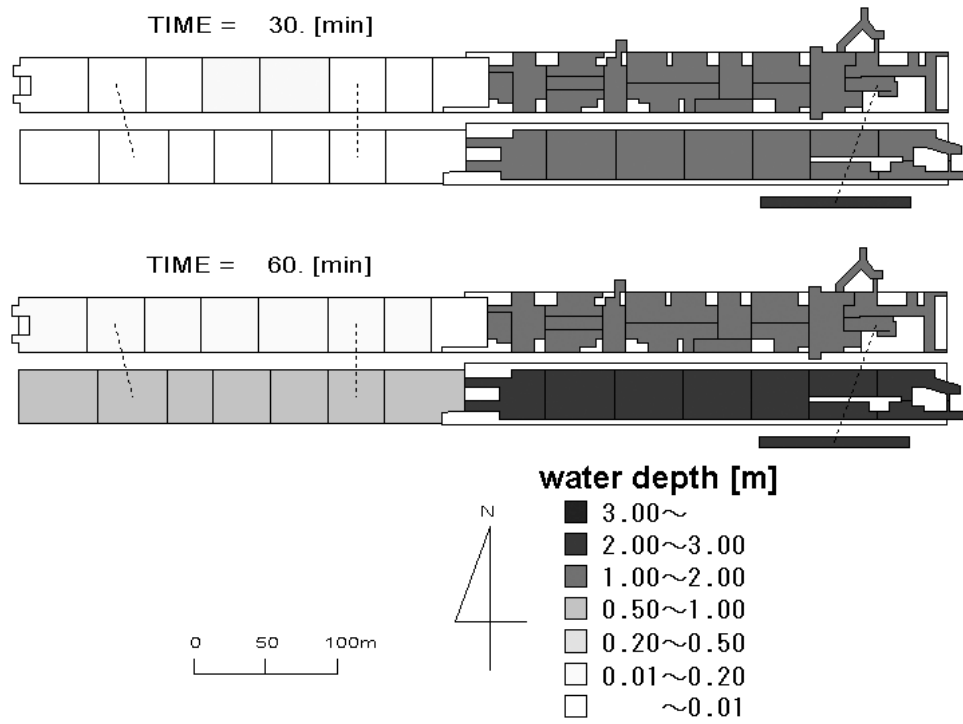 TIME = 30. [min]
TIME = 60. [min]
water depth [m]
3.00～
2.00～3.00
1.00～2.00
0.50～1.00
0.20～0.50
0.01～0.20
～0.01
N
0 50 100m